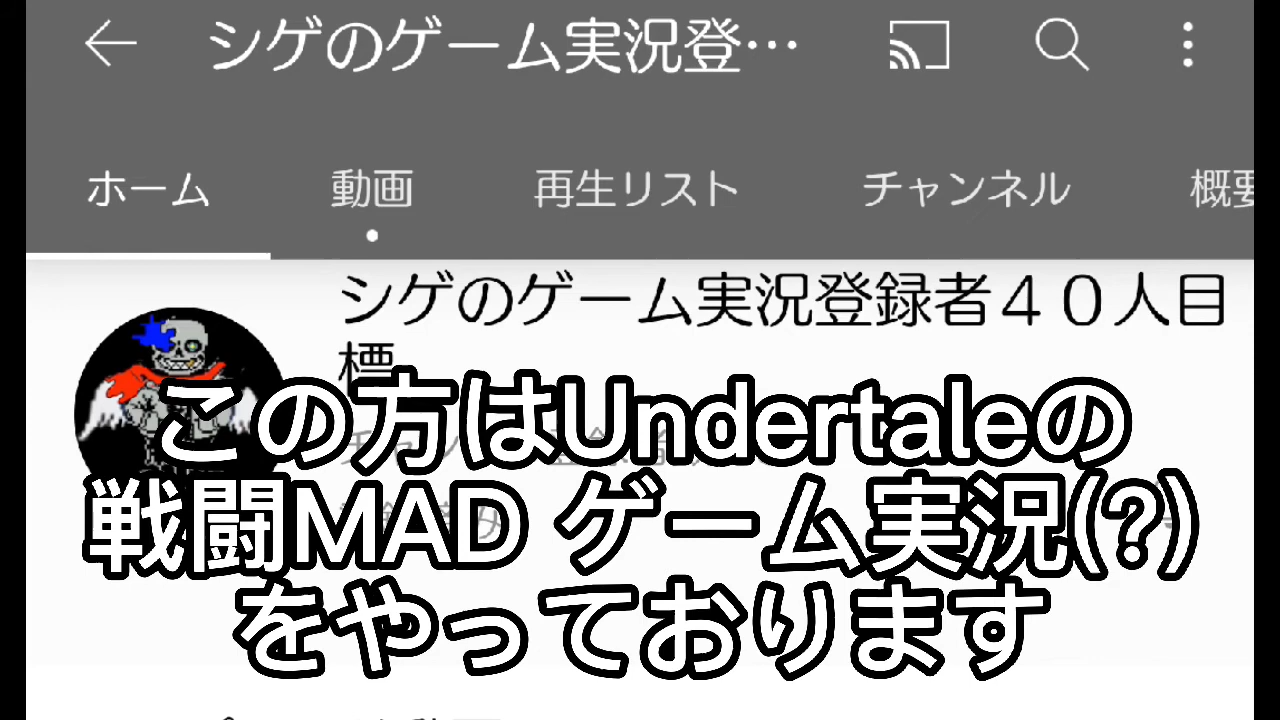 シゲのゲーム実況登…
ホーム 動画 再生リスト チャンネル 概要
シゲのゲーム実況登録者４０人目
標
この方はUndertaleの
戦闘MAD ゲーム実況(?)
をやっております